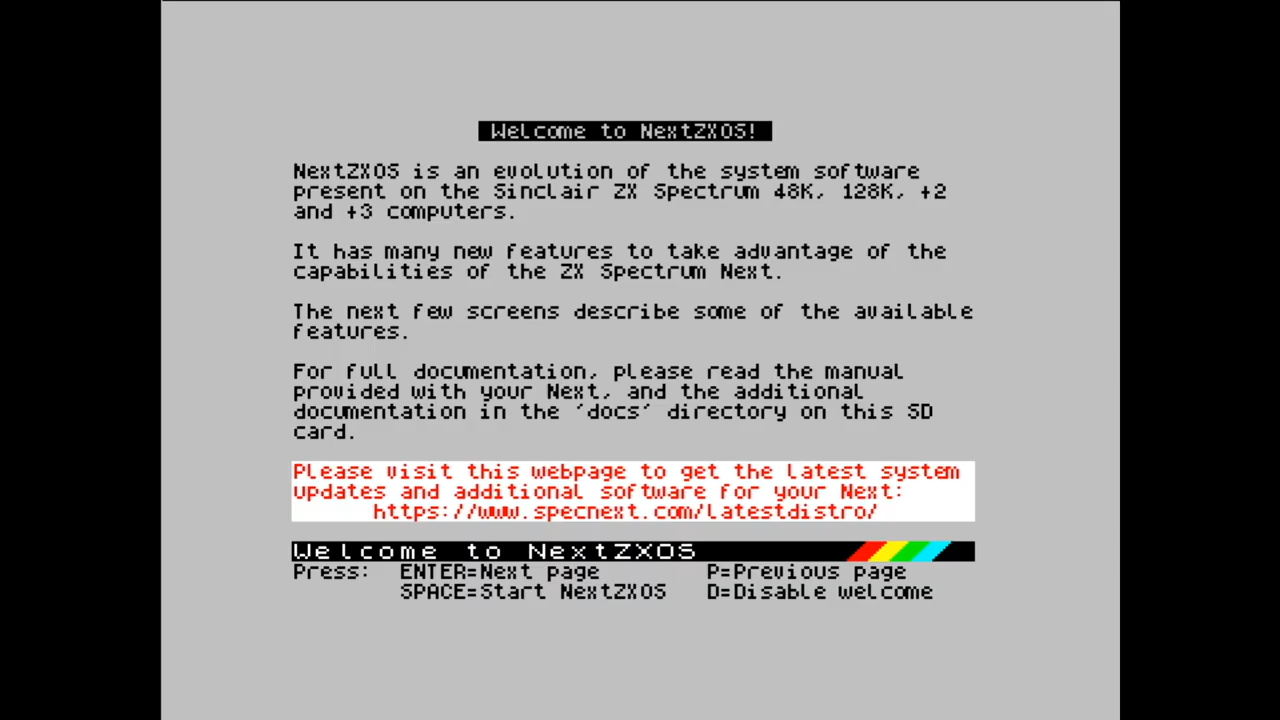 Welcome to NextZXOS!
NextZXOS is an evolution of the system software
present on the Sinclair ZX Spectrum 48K, 128K, +2
and +3 computers.
It has many new features to take advantage of the
capabilities of the ZX Spectrum Next.
The next few screens describe some of the available
features.
For full documentation, please read the manual
provided with your Next, and the additional
documentation in the 'docs' directory on this SD
card.
Please visit this webpage to get the latest system
updates and additional software for your Next:
https://www.specnext.com/latestdistro/
Welcome to NextZXOS
Press: ENTER=Next page P=Previous page
SPACE=Start NextZXOS D=Disable welcome